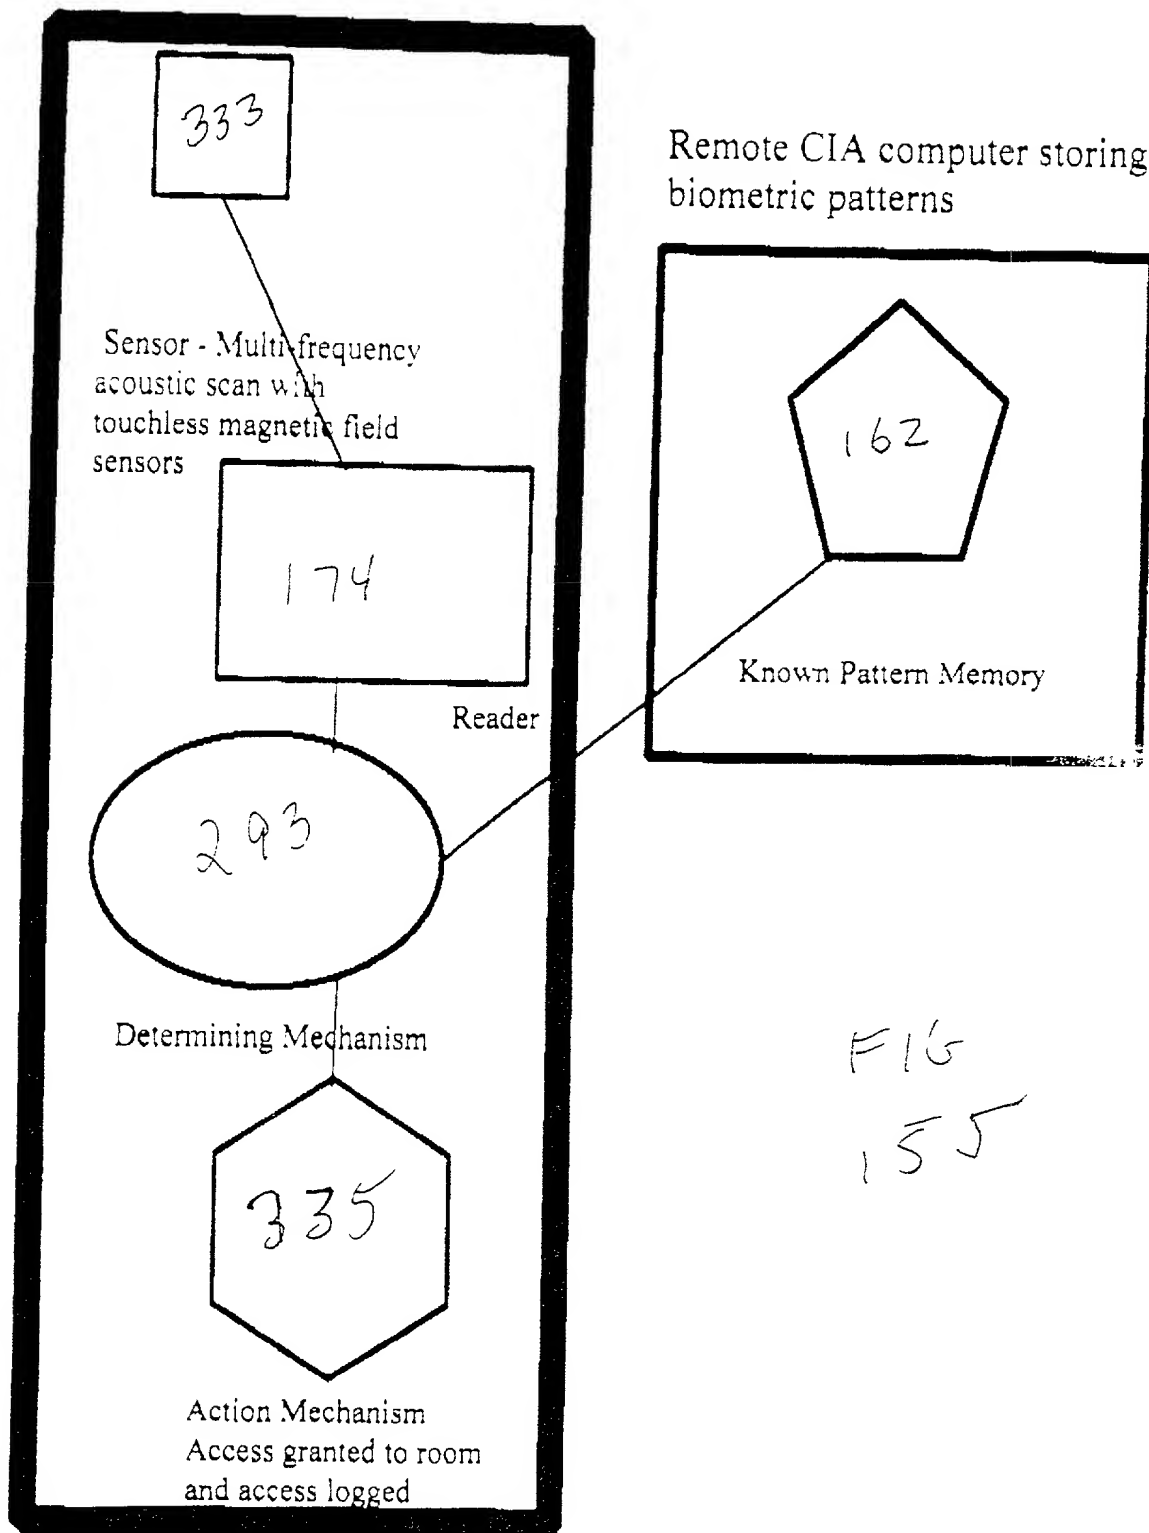 333
Remote CIA computer storing
biometric patterns
Sensor - Multi-frequency
acoustic scan with
touchless magnetic field
sensors
162
174
Known Pattern Memory
Reader
293
Determining Mechanism
FIG
155
335
Action Mechanism
Access granted to room
and access logged